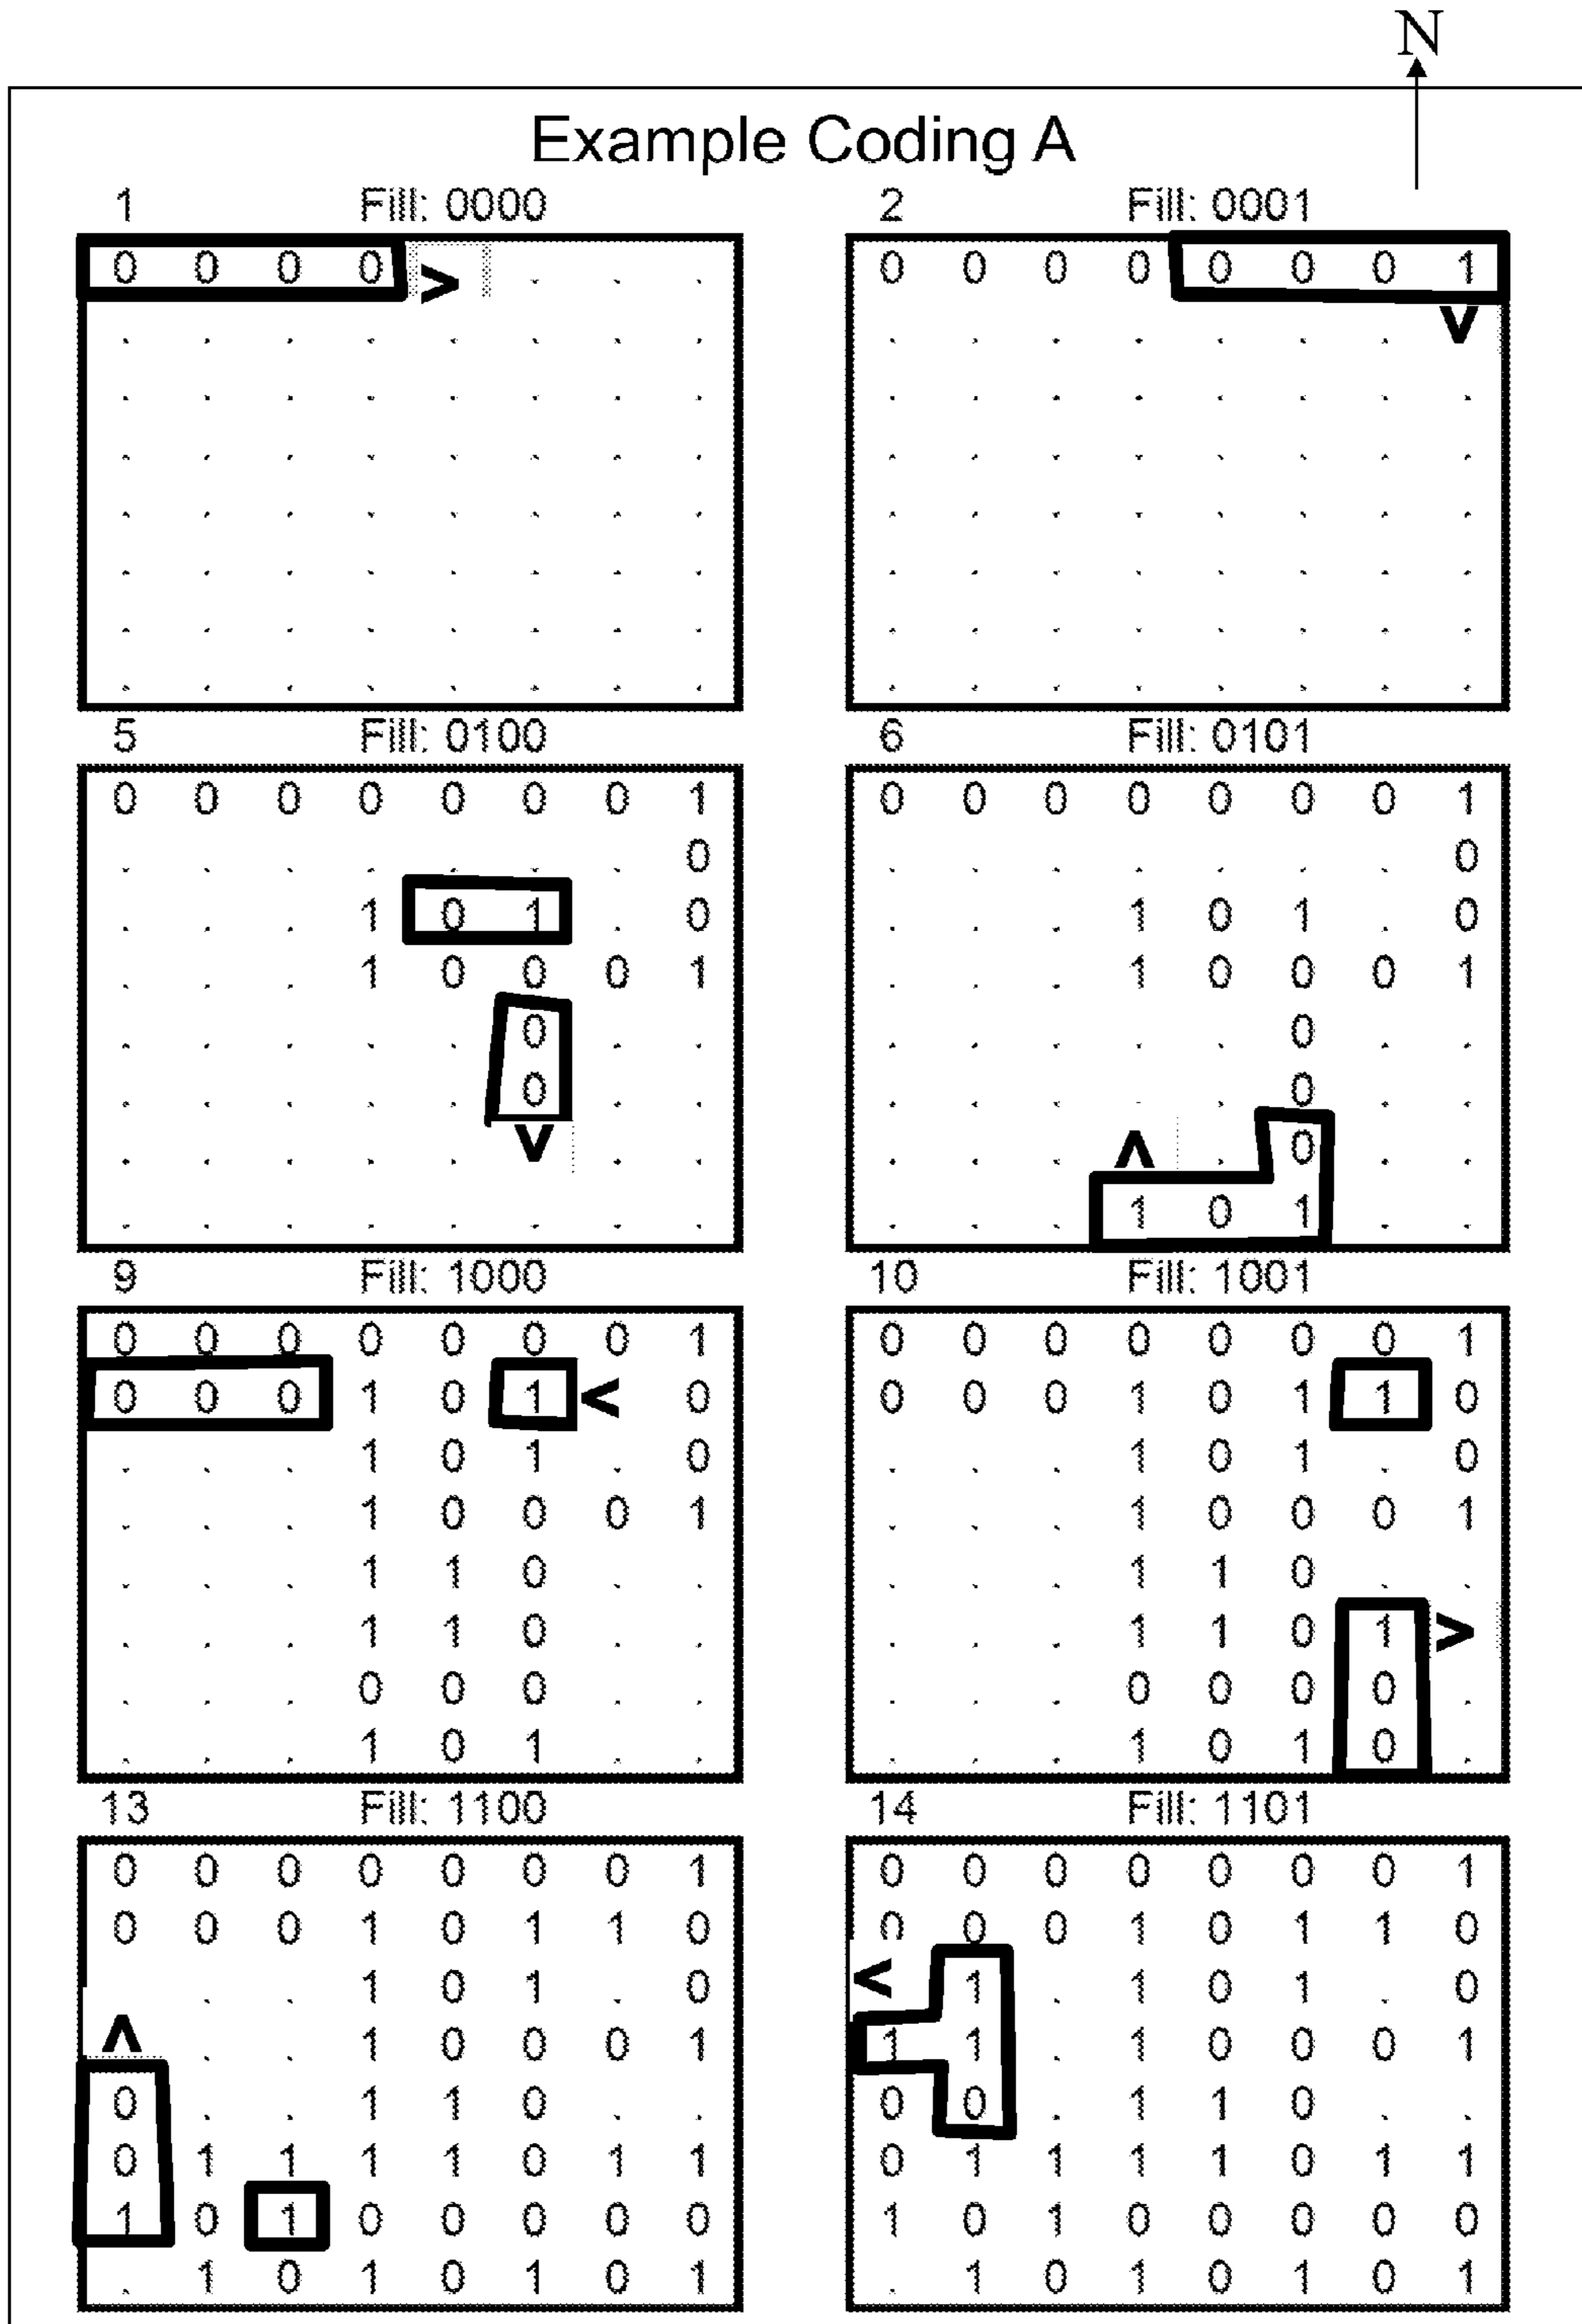 N
Example Coding A
1 Fill: 0000
0 0 0 0 > . . .
. . . . . . . .
. . . . . . . .
. . . . . . . .
. . . . . . . .
. . . . . . . .
. . . . . . . .
. . . . . . . .
2 Fill: 0001
0 0 0 0 0 0 0 1
. . . . . . . v
. . . . . . . .
. . . . . . . .
. . . . . . . .
. . . . . . . .
. . . . . . . .
. . . . . . . .
5 Fill: 0100
0 0 0 0 0 0 0 1
. . . . . . . 0
. . . 1 0 1 . 0
. . . 1 0 0 0 1
. . . . . 0 . .
. . . . . 0 . .
. . . . . v . .
. . . . . . . .
6 Fill: 0101
0 0 0 0 0 0 0 1
. . . . . . . 0
. . . 1 0 1 . 0
. . . 1 0 0 0 1
. . . . . 0 . .
. . . . . 0 . .
. . . ʌ . 0 . .
. . . 1 0 1 . .
9 Fill: 1000
0 0 0 0 0 0 0 1
0 0 0 1 0 1 < 0
. . . 1 0 1 . 0
. . . 1 0 0 0 1
. . . 1 1 0 . .
. . . 1 1 0 . .
. . . 0 0 0 . .
. . . 1 0 1 . .
10 Fill: 1001
0 0 0 0 0 0 0 1
0 0 0 1 0 1 1 0
. . . 1 0 1 . 0
. . . 1 0 0 0 1
. . . 1 1 0 . .
. . . 1 1 0 1 >
. . . 0 0 0 0 .
. . . 1 0 1 0 .
13 Fill: 1100
0 0 0 0 0 0 0 1
0 0 0 1 0 1 1 0
. . 1 0 1 . 0
ʌ . . 1 0 0 0 1
0 . . 1 1 0 . .
0 1 1 1 1 0 1 1
1 0 1 0 0 0 0 0
. 1 0 1 0 1 0 1
14 Fill: 1101
0 0 0 0 0 0 0 1
0 0 0 1 0 1 1 0
< 1 . 1 0 1 . 0
1 1 . 1 0 0 0 1
0 0 . 1 1 0 . .
0 1 1 1 1 0 1 1
1 0 1 0 0 0 0 0
. 1 0 1 0 1 0 1